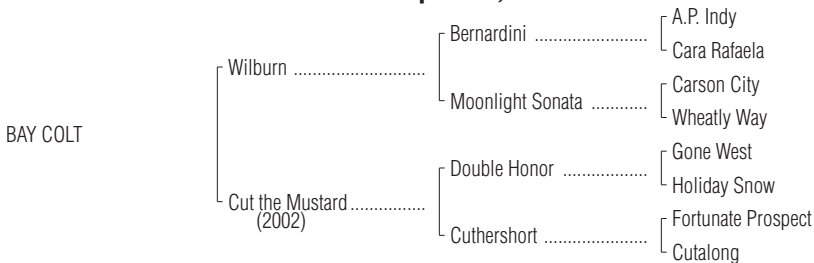 A.P. Indy
Bernardini ........................
Cara Rafaela
Wilburn ............................
Carson City
Moonlight Sonata ............
Wheatly Way
BAY COLT
Gone West
Double Honor ..................
Holiday Snow
Cut the Mustard ................
(2002)
Fortunate Prospect
Cuthershort ......................
Cutalong